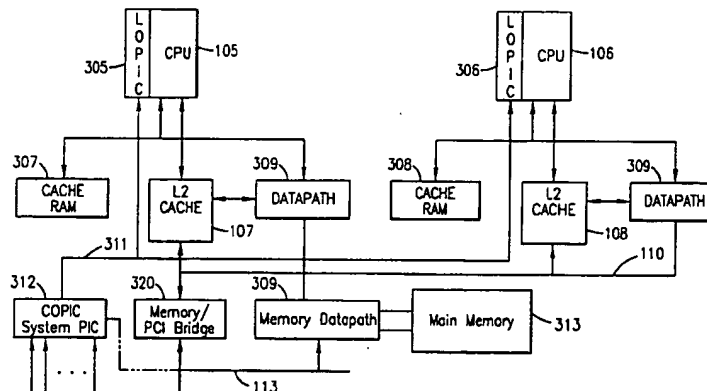 305
LOPIC
CPU
105
306
LOPIC
CPU
106
307
CACHE
RAM
L2
CACHE
107
309
DATAPATH
308
CACHE
RAM
L2
CACHE
108
309
DATAPATH
311
110
312
COPIC
System PIC
320
Memory/
PCI Bridge
309
Memory Datapath
Main Memory
313
...
113